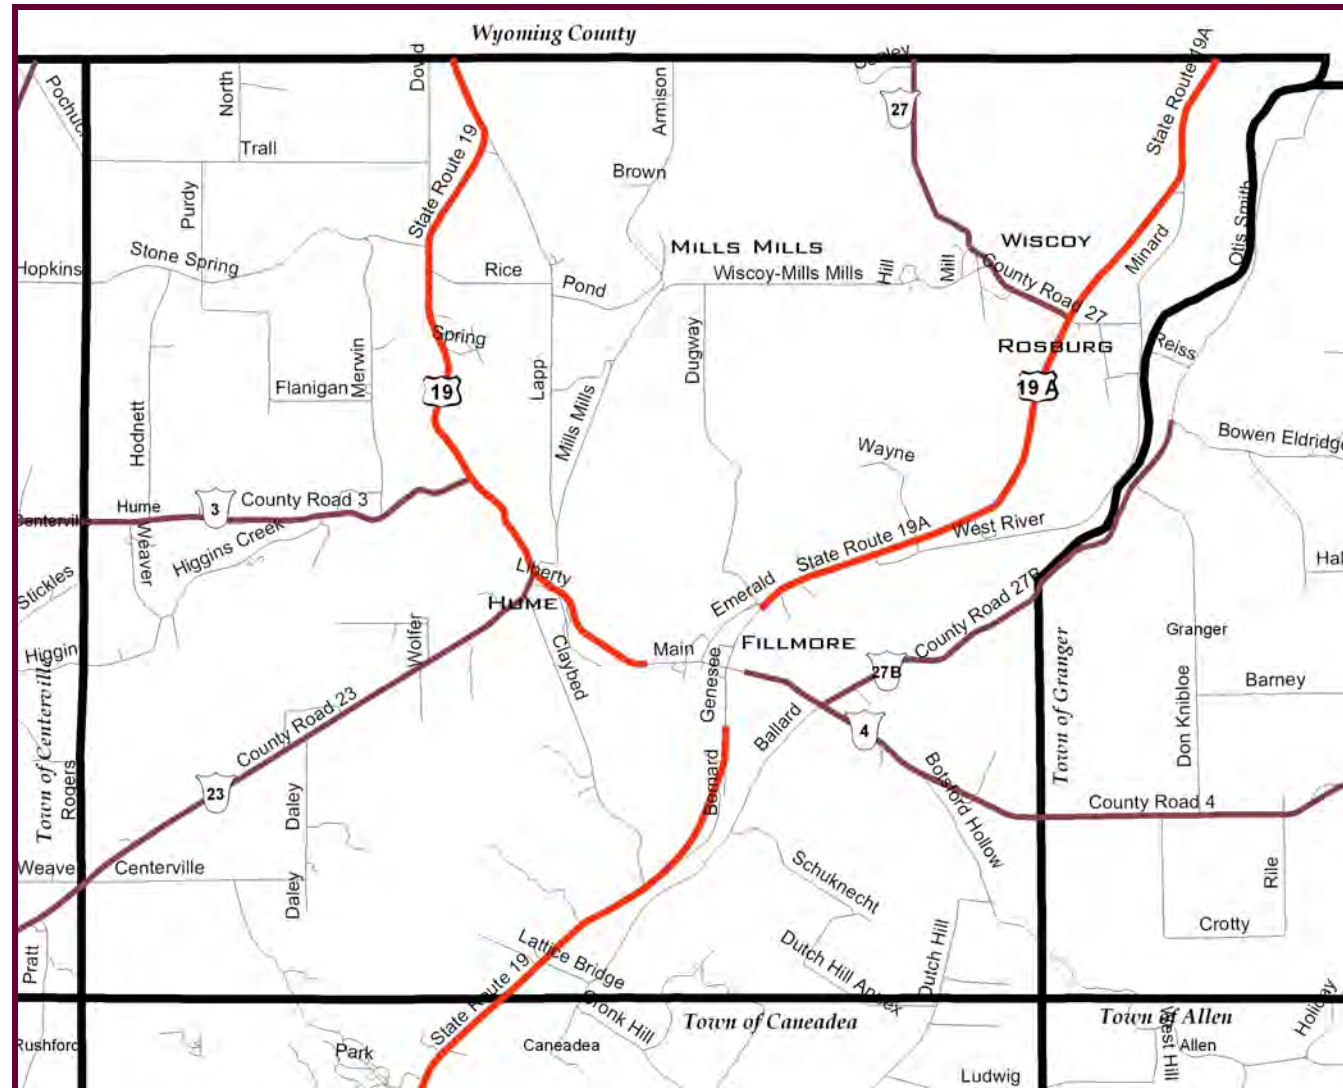 Wyoming County
Dowd
North
Armison
27
State Route 19A
Trall
State Route 19
Brown
Purdy
MILLS MILLS
WISCOY
Minard
Otis Smith
Hopkins
Stone Spring
Rice
Pond
Wiscoy-Mills Mills
Hill
Mill
County Road 27
Spring
Dugway
ROSBURG
Reiss
Merwin
Flanigan
19
Lapp
19 A
Mills Mills
Hodnett
Wayne
Bowen Eldridge
Hume
3
County Road 3
Weaver
Higgins Creek
State Route 19A
West River
Stickles
Liberty
HUME
Emerald
County Road 27B
Higgin
Wolfer
Claybed
Main
FILLMORE
Granger
Genesee
27B
Barney
Town of Centerville
Rogers
County Road 23
Ballard
4
Town of Granger
Don Knibloe
23
Daley
Bernard
Botsford Hollow
County Road 4
Weave
Centerville
Daley
Schuknecht
Rile
Crotty
Pratt
Lattice Bridge
Dutch Hill Annex
Dutch Hill
State Route 19
Cronk Hill
Town of Caneadea
Town of Allen
Holiday
Rushford
Park
Caneadea
West Hill
Allen
Ludwig